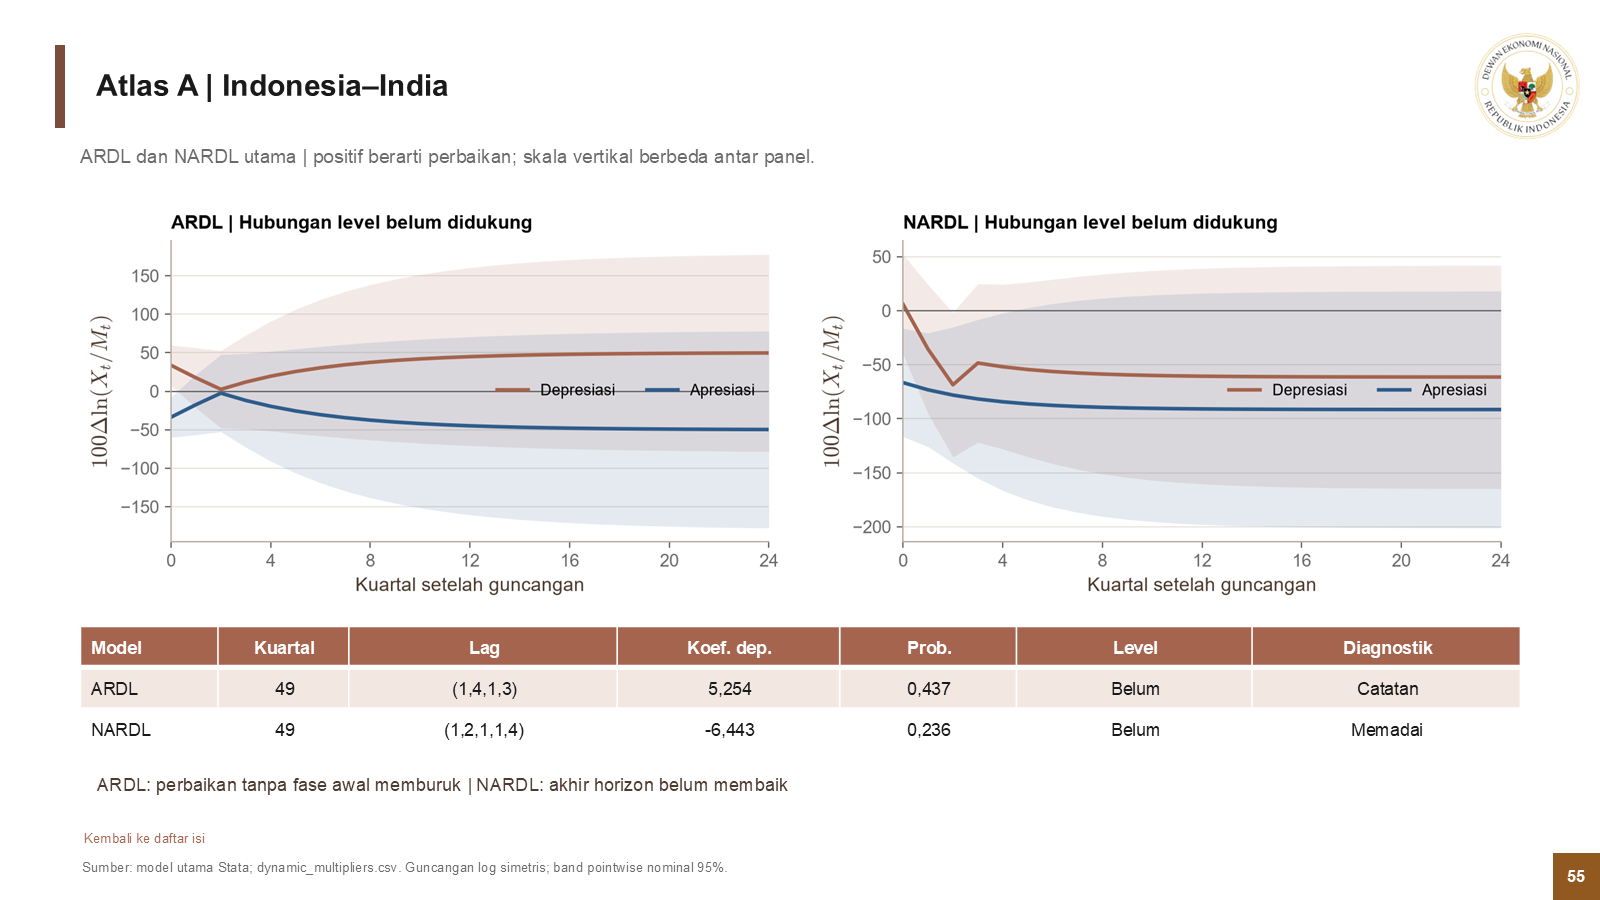 Atlas A | Indonesia–India
DEWAN EKONOMI NASIONAL
REPUBLIK INDONESIA
ARDL dan NARDL utama | positif berarti perbaikan; skala vertikal berbeda antar panel.
ARDL | Hubungan level belum didukung
100Δln(Xₜ/Mₜ)
150
100
50
0
−50
−100
−150
Depresiasi Apresiasi
0 4 8 12 16 20 24
Kuartal setelah guncangan
NARDL | Hubungan level belum didukung
100Δln(Xₜ/Mₜ)
50
0
−50
−100
−150
−200
Depresiasi Apresiasi
0 4 8 12 16 20 24
Kuartal setelah guncangan
Model Kuartal Lag Koef. dep. Prob. Level Diagnostik
ARDL 49 (1,4,1,3) 5,254 0,437 Belum Catatan
NARDL 49 (1,2,1,1,4) -6,443 0,236 Belum Memadai
ARDL: perbaikan tanpa fase awal memburuk | NARDL: akhir horizon belum membaik
Kembali ke daftar isi
Sumber: model utama Stata; dynamic_multipliers.csv. Guncangan log simetris; band pointwise nominal 95%.
55